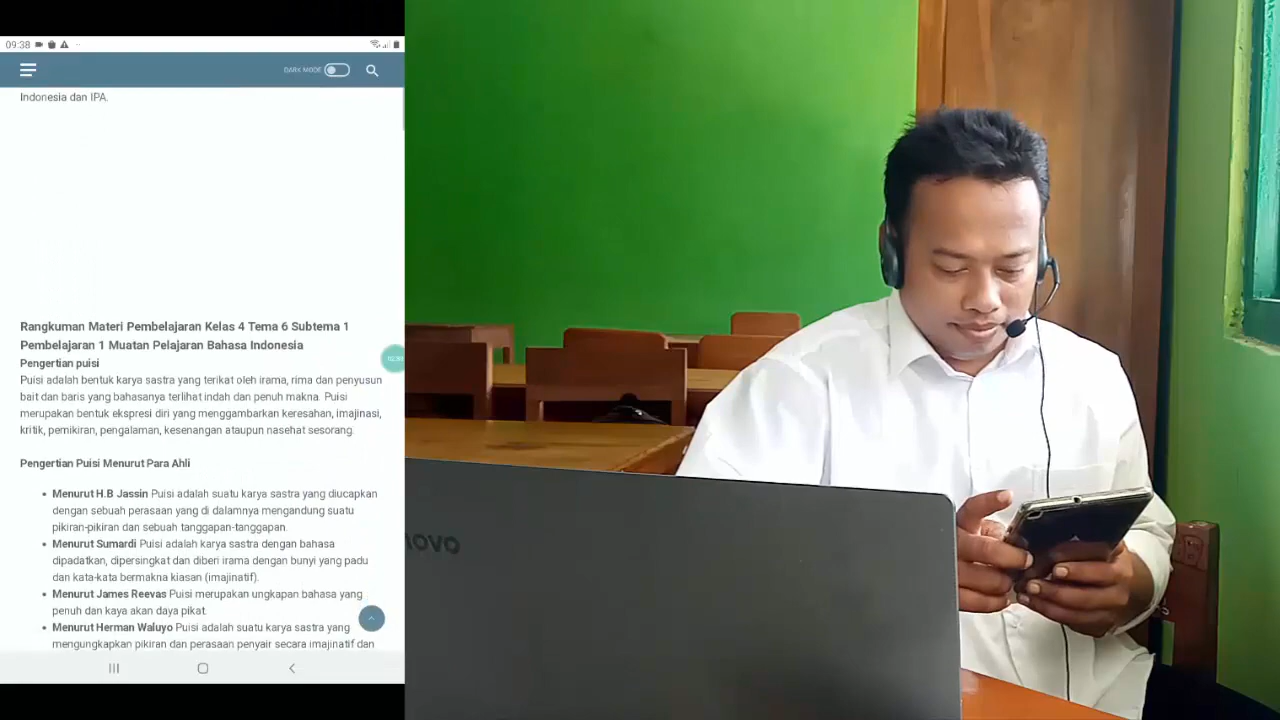 09:38
DARK MODE
Indonesia dan IPA.
Rangkuman Materi Pembelajaran Kelas 4 Tema 6 Subtema 1
Pembelajaran 1 Muatan Pelajaran Bahasa Indonesia
Pengertian puisi
Puisi adalah bentuk karya sastra yang terikat oleh irama, rima dan penyusun
bait dan baris yang bahasanya terlihat indah dan penuh makna. Puisi
merupakan bentuk ekspresi diri yang menggambarkan keresahan, imajinasi,
kritik, pemikiran, pengalaman, kesenangan ataupun nasehat sesorang.
Pengertian Puisi Menurut Para Ahli
• Menurut H.B Jassin Puisi adalah suatu karya sastra yang diucapkan
dengan sebuah perasaan yang di dalamnya mengandung suatu
pikiran-pikiran dan sebuah tanggapan-tanggapan.
• Menurut Sumardi Puisi adalah karya sastra dengan bahasa
dipadatkan, dipersingkat dan diberi irama dengan bunyi yang padu
dan kata-kata bermakna kiasan (imajinatif).
• Menurut James Reevas Puisi merupakan ungkapan bahasa yang
penuh dan kaya akan daya pikat.
• Menurut Herman Waluyo Puisi adalah suatu karya sastra yang
mengungkapkan pikiran dan perasaan penyair secara imajinatif dan
novo